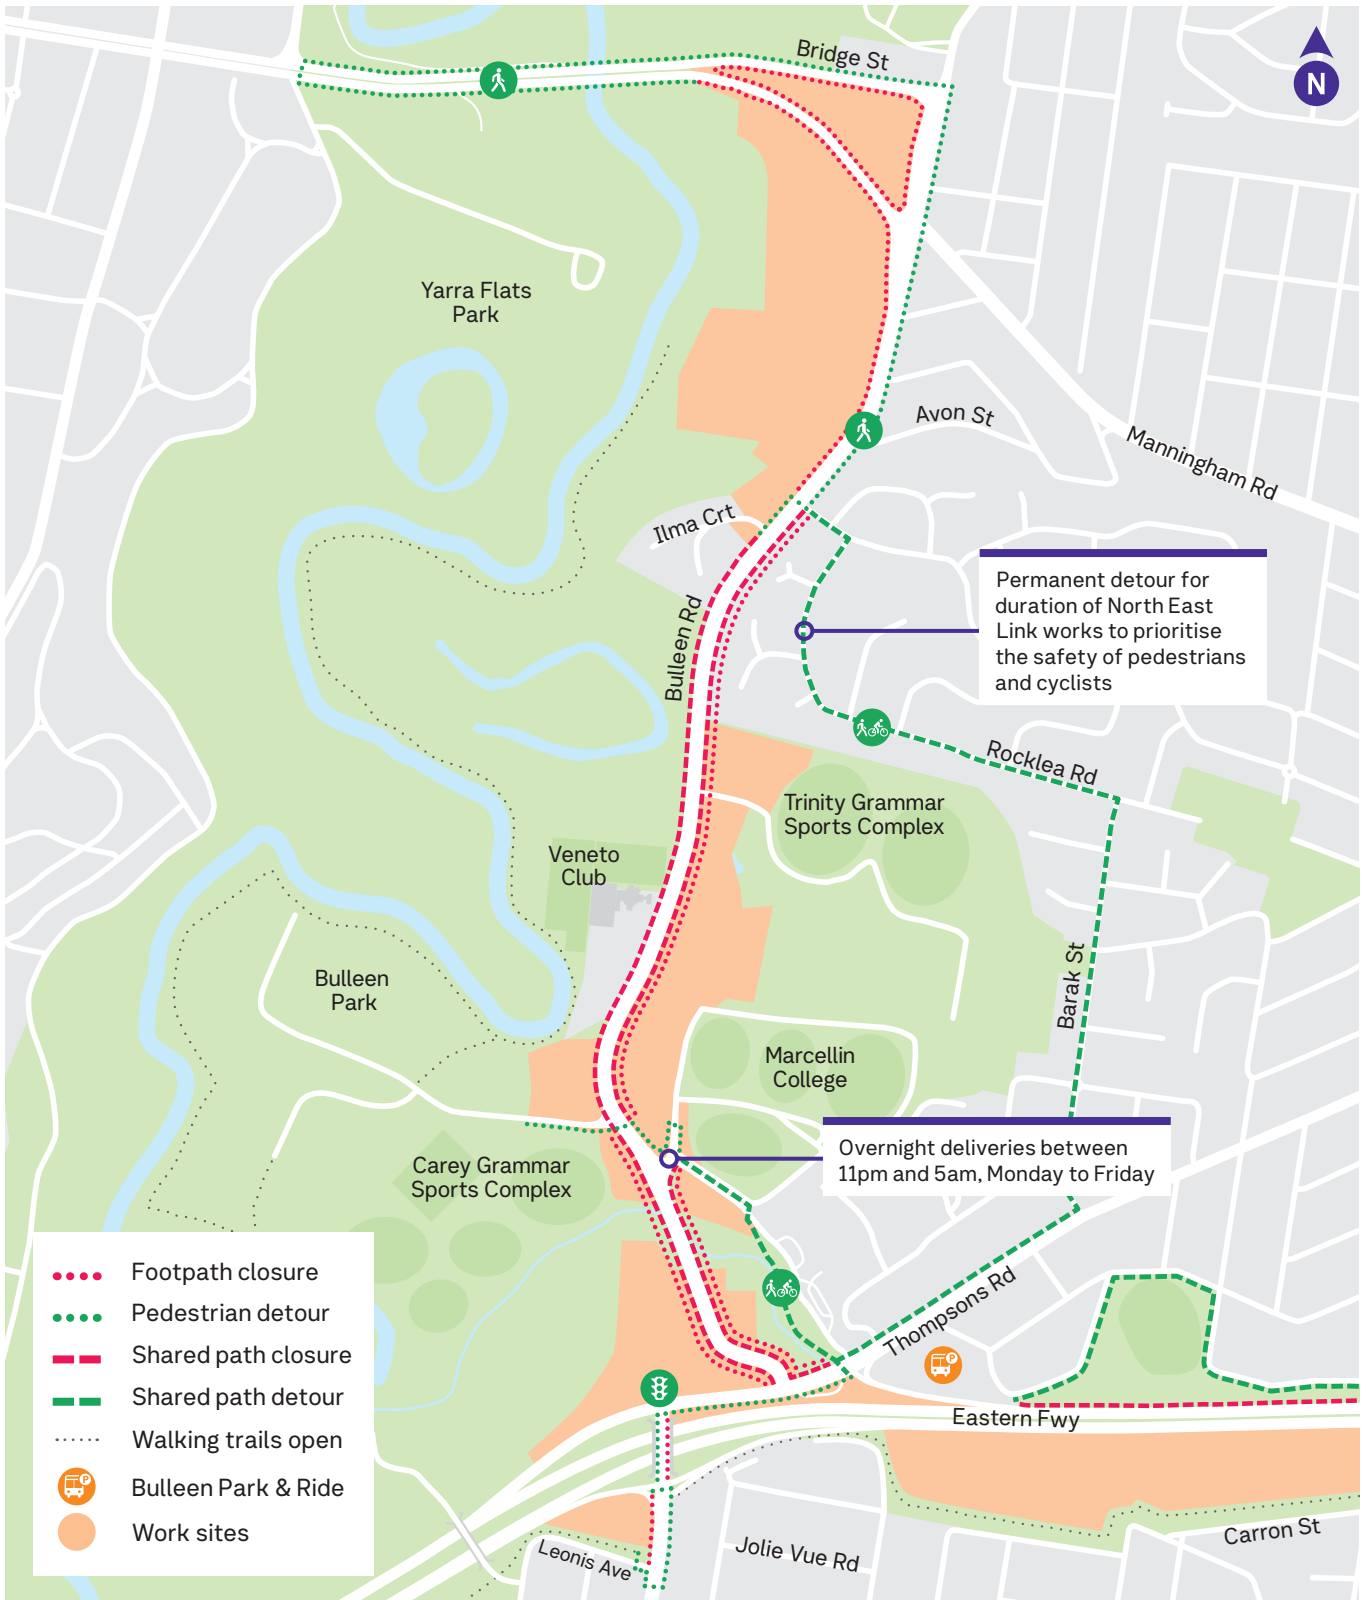 Bridge St
N
Yarra Flats
Park
Avon St
Manningham Rd
Ilma Crt
Permanent detour for
duration of North East
Link works to prioritise
the safety of pedestrians
and cyclists
Bulleen Rd
Rocklea Rd
Trinity Grammar
Sports Complex
Veneto
Club
Barak St
Bulleen
Park
Marcellin
College
Overnight deliveries between
11pm and 5am, Monday to Friday
Carey Grammar
Sports Complex
Thompsons Rd
P
Eastern Fwy
Footpath closure
Pedestrian detour
Shared path closure
Shared path detour
Walking trails open
P
Bulleen Park & Ride
Work sites
Leonis Ave
Jolie Vue Rd
Carron St